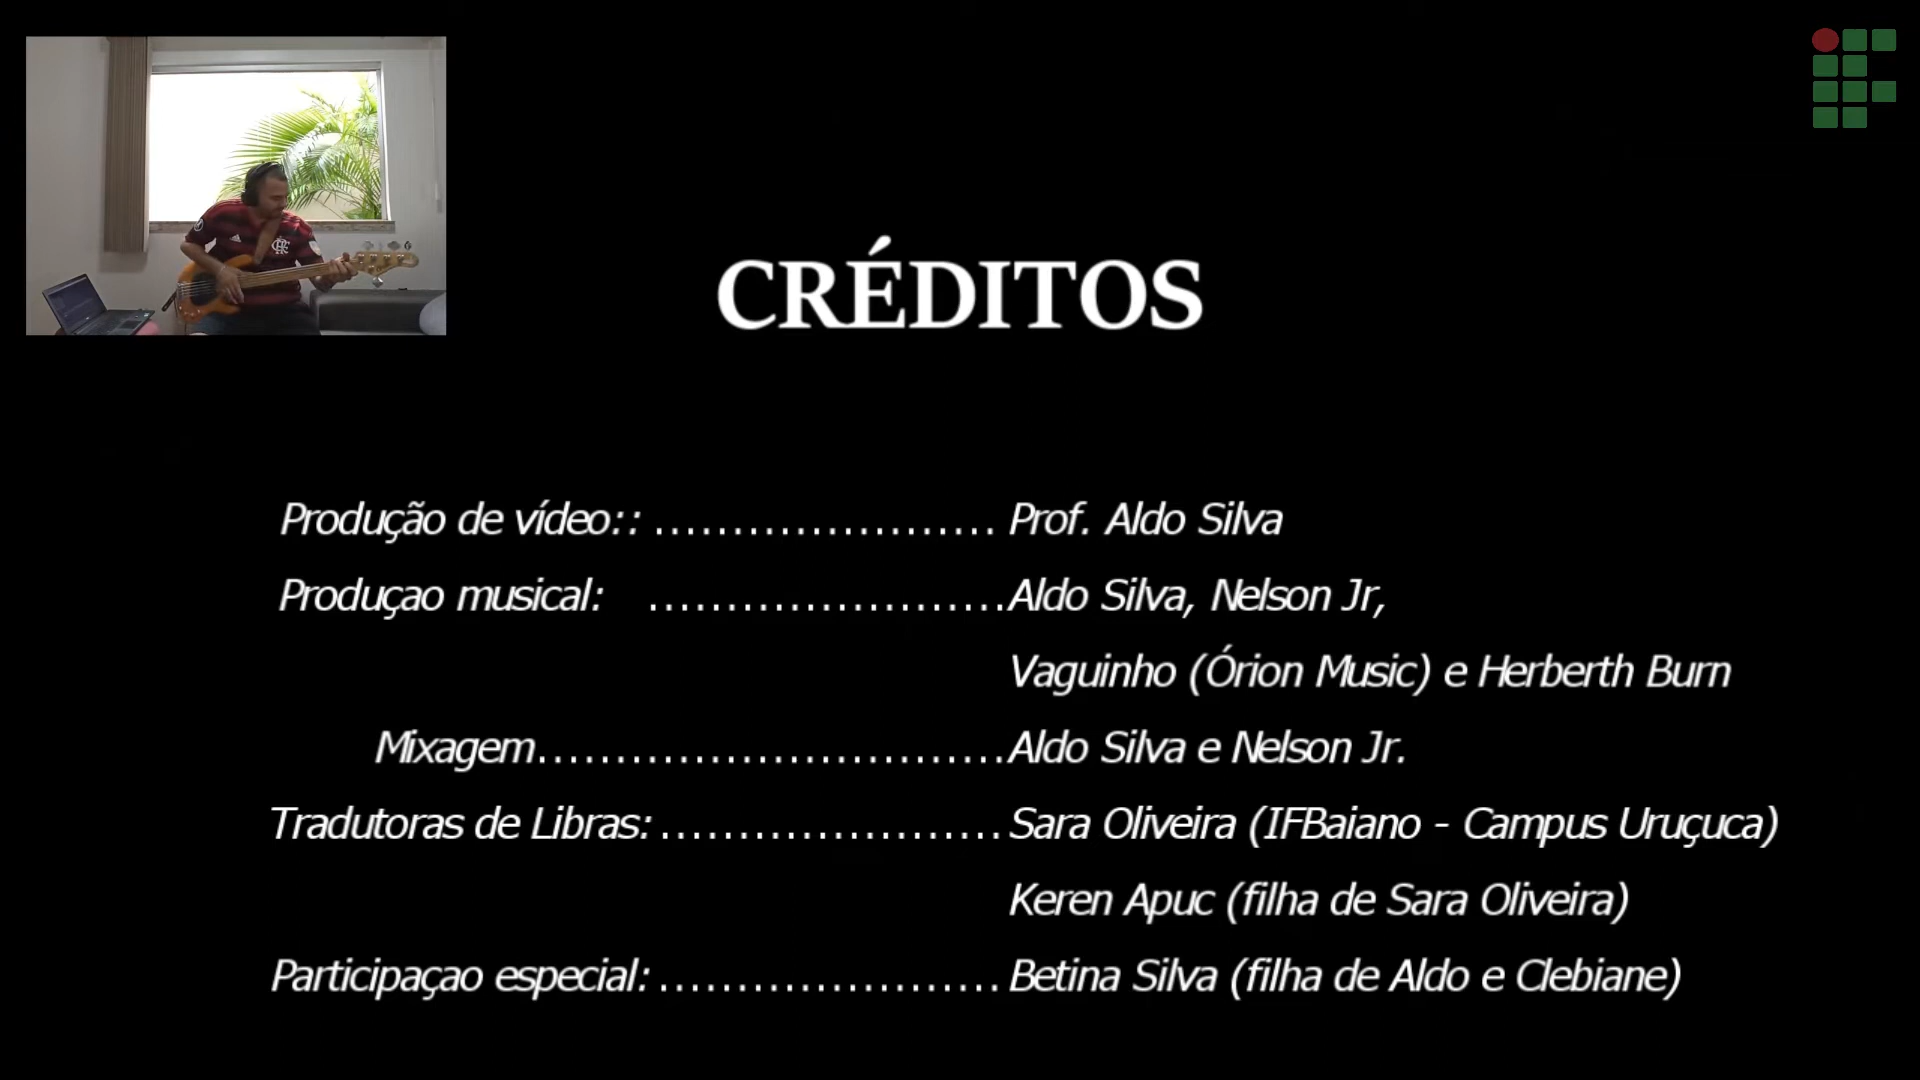 CRÉDITOS
Produção de vídeo:: ...................... Prof. Aldo Silva
Produçao musical: .......................Aldo Silva, Nelson Jr,
Vaguinho (Órion Music) e Herberth Burn
Mixagem..............................Aldo Silva e Nelson Jr.
Tradutoras de Libras: ......................Sara Oliveira (IFBaiano - Campus Uruçuca)
Keren Apuc (filha de Sara Oliveira)
Participaçao especial: ...................... Betina Silva (filha de Aldo e Clebiane)